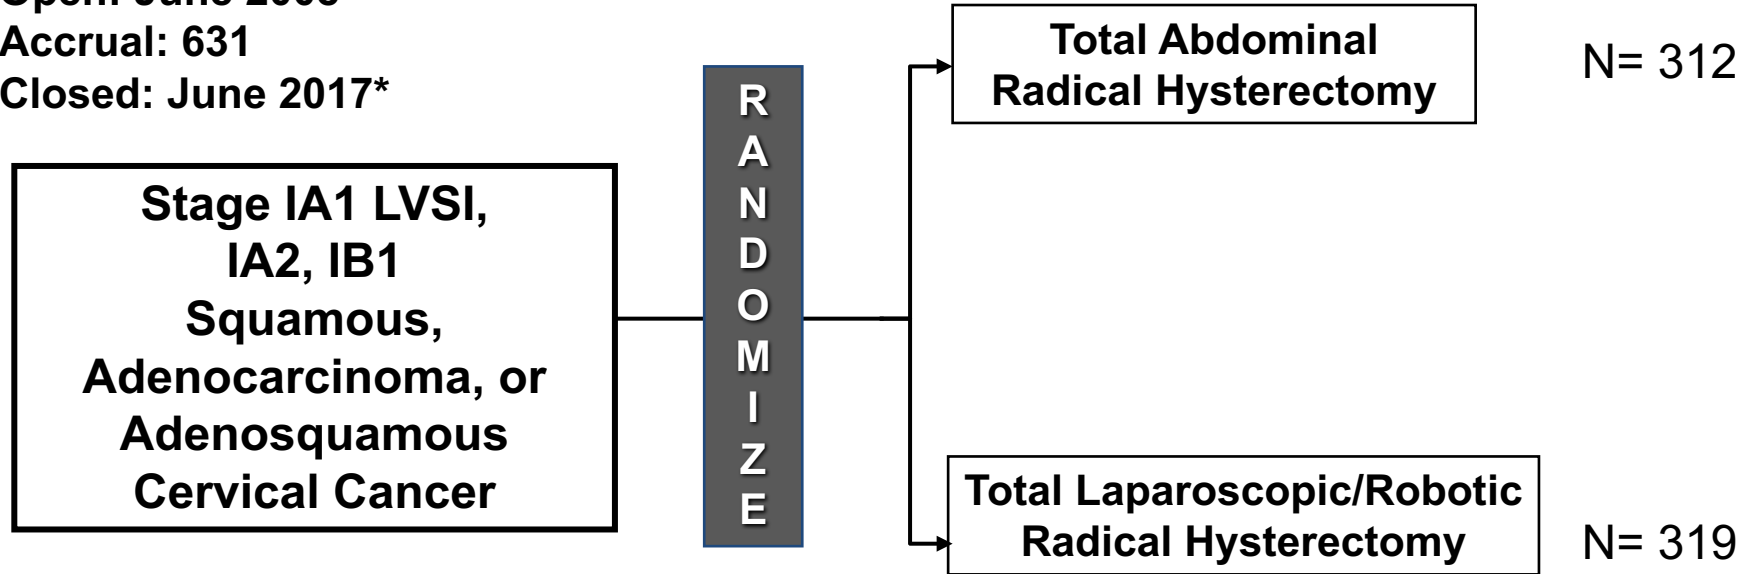 Accrual: 631
Closed: June 2017*
Stage IA1 LVSI,
IA2, IB1
Squamous,
Adenocarcinoma, or
Adenosquamous
Cervical Cancer
R
A
N
D
O
M
I
Z
E
Total Abdominal
Radical Hysterectomy
N= 312
Total Laparoscopic/Robotic
Radical Hysterectomy
N= 319